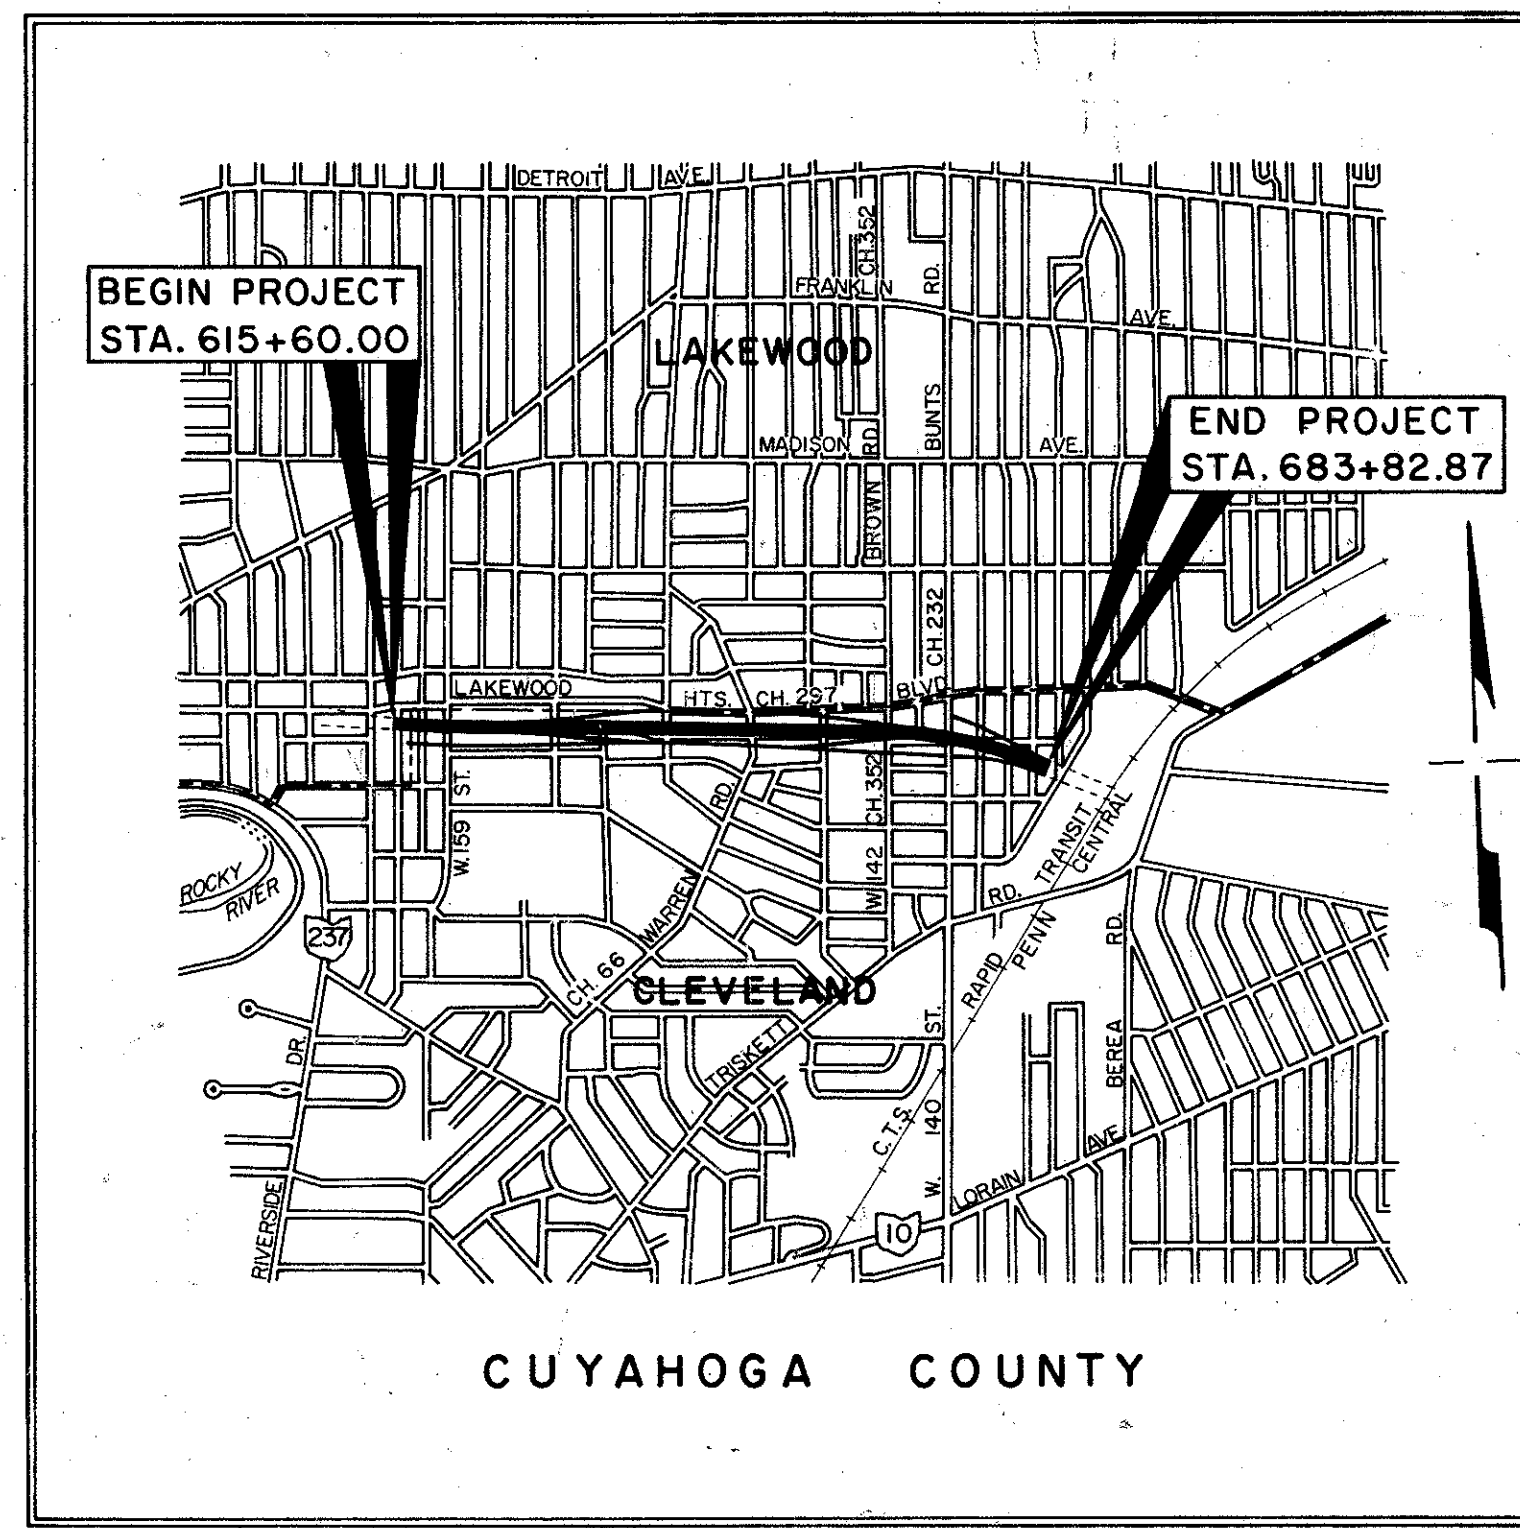 DETROIT AVE.
CH. 352
RD.
BEGIN PROJECT
STA. 615+60.00
FRANKLIN AVE.
LAKEWOOD
BUNTS
END PROJECT
STA. 683+82.87
MADISON RD. AVE.
BROWN
CH. 232
LAKEWOOD HTS. CH. 297 BLVD
ST.
W. 159
RD.
CH. 352
W. 142
TRANSIT
CENTRAL
ROCKY
RIVER
RD.
WARREN
237
CH. 66
RAPID
PENN
RD.
CLEVELAND
ST.
DR.
TRISKETT
BEREA
C.T.S.
140
AVE.
W.
LORAIN
RIVERSIDE
10
CUYAHOGA COUNTY